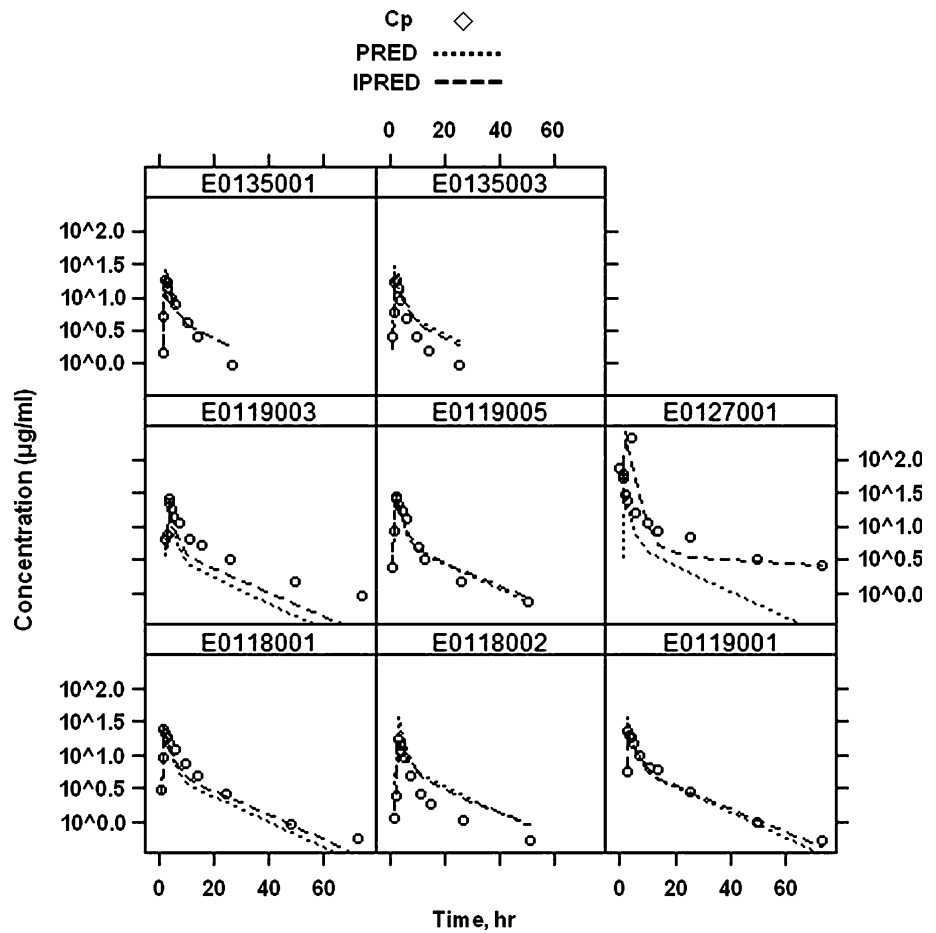 Cp
PRED
IPRED
0 20 40 60
E0135001 E0135003
10^2.0
10^1.5
10^1.0
10^0.5
10^0.0
E0119003 E0119005 E0127001
10^2.0
10^1.5
10^1.0
10^0.5
10^0.0
Concentration (µg/ml)
E0118001 E0118002 E0119001
10^2.0
10^1.5
10^1.0
10^0.5
10^0.0
0 20 40 60 0 20 40 60
Time, hr